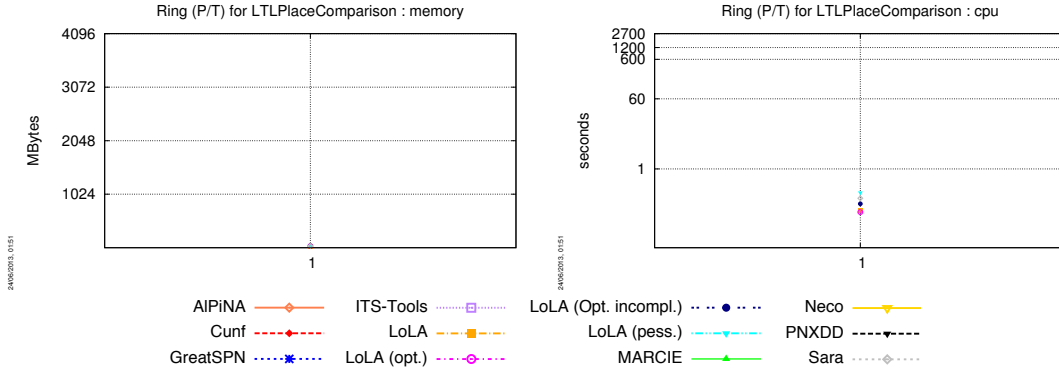 Ring (P/T) for LTLPlaceComparison : memory
4096
3072
2048
1024
MBytes
1
24/06/2013, 01:51
Ring (P/T) for LTLPlaceComparison : cpu
2700
1200
600
60
1
seconds
1
24/06/2013, 01:51
AlPiNA
Cunf
GreatSPN
ITS-Tools
LoLA
LoLA (opt.)
LoLA (Opt. incompl.)
LoLA (pess.)
MARCIE
Neco
PNXDD
Sara